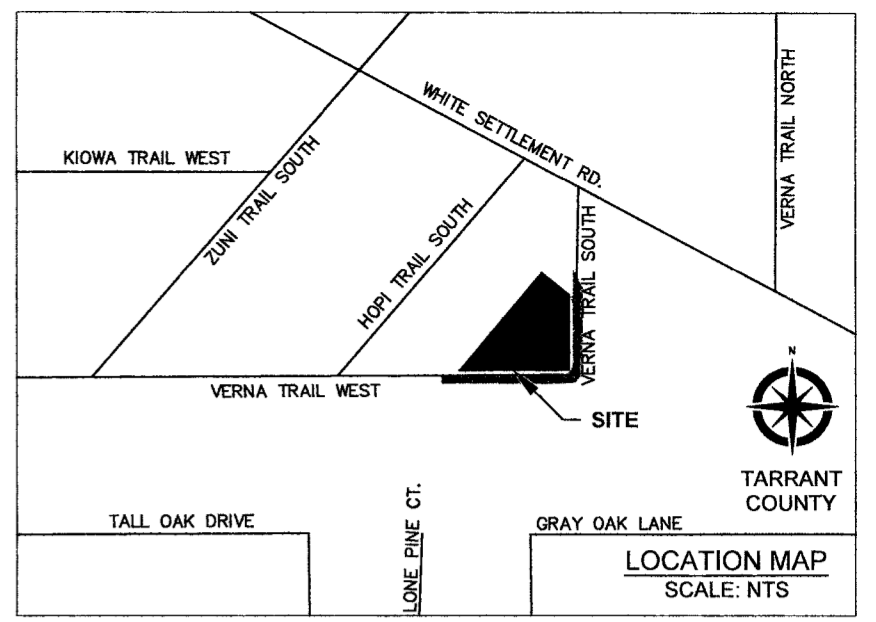 WHITE SETTLEMENT RD.
VERNA TRAIL NORTH
KIOWA TRAIL WEST
ZUNI TRAIL SOUTH
HOPI TRAIL SOUTH
VERNA TRAIL SOUTH
VERNA TRAIL WEST
SITE
N
TARRANT
COUNTY
TALL OAK DRIVE
LONE PINE CT.
GRAY OAK LANE
LOCATION MAP
SCALE: NTS